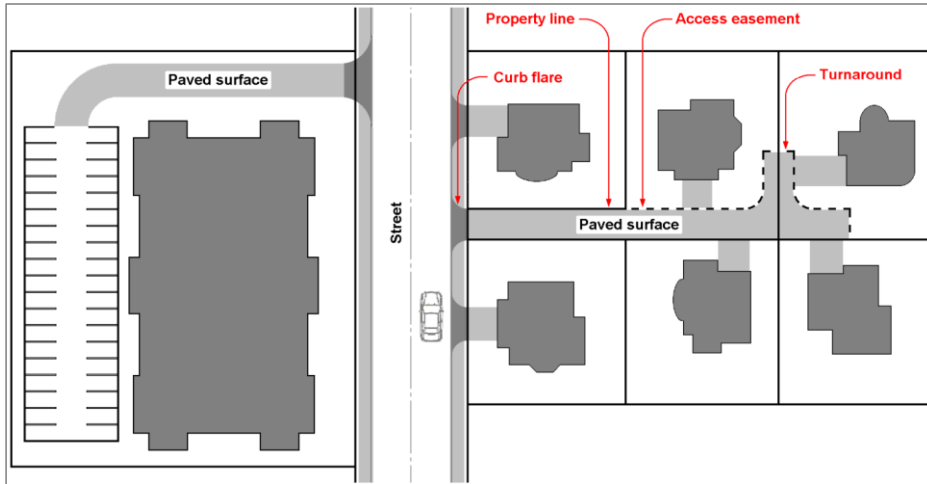 Property line
Access easement
Paved surface
Curb flare
Turnaround
Street
Paved surface